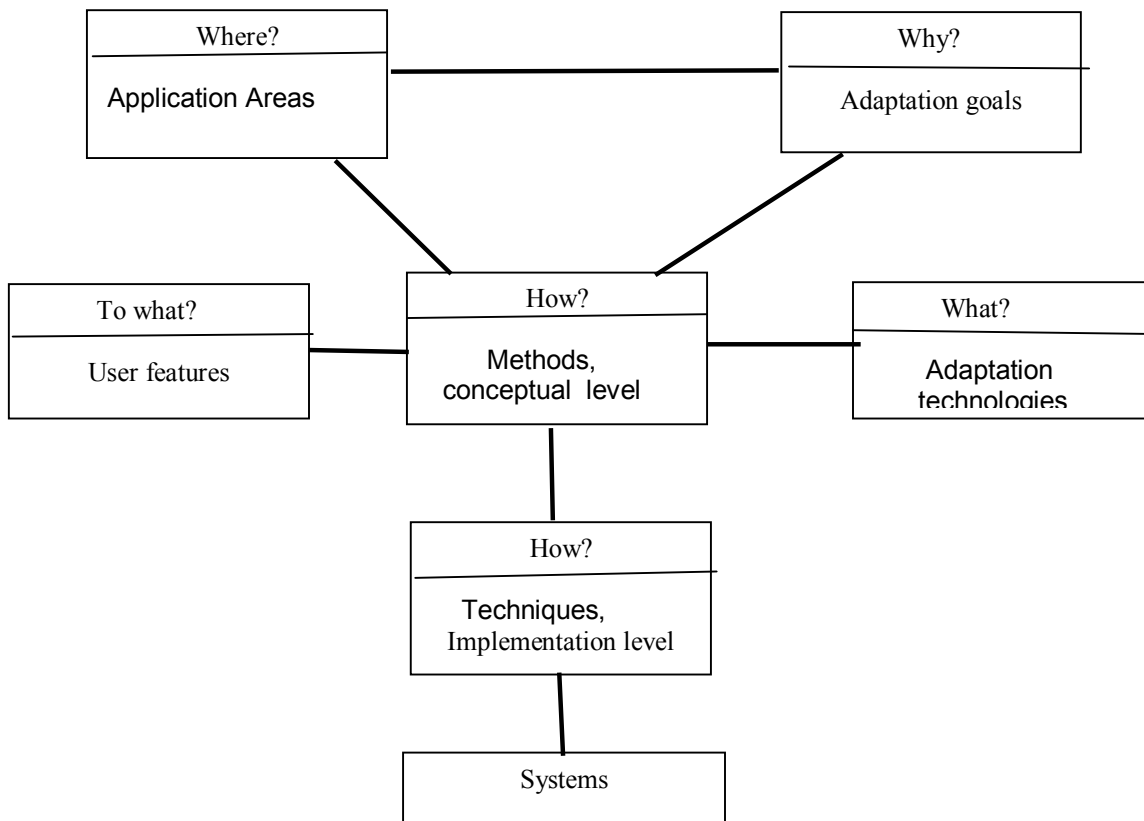 Where?
Application Areas
Why?
Adaptation goals
To what?
User features
How?
Methods,
conceptual level
What?
Adaptation
technologies
How?
Techniques,
Implementation level
Systems